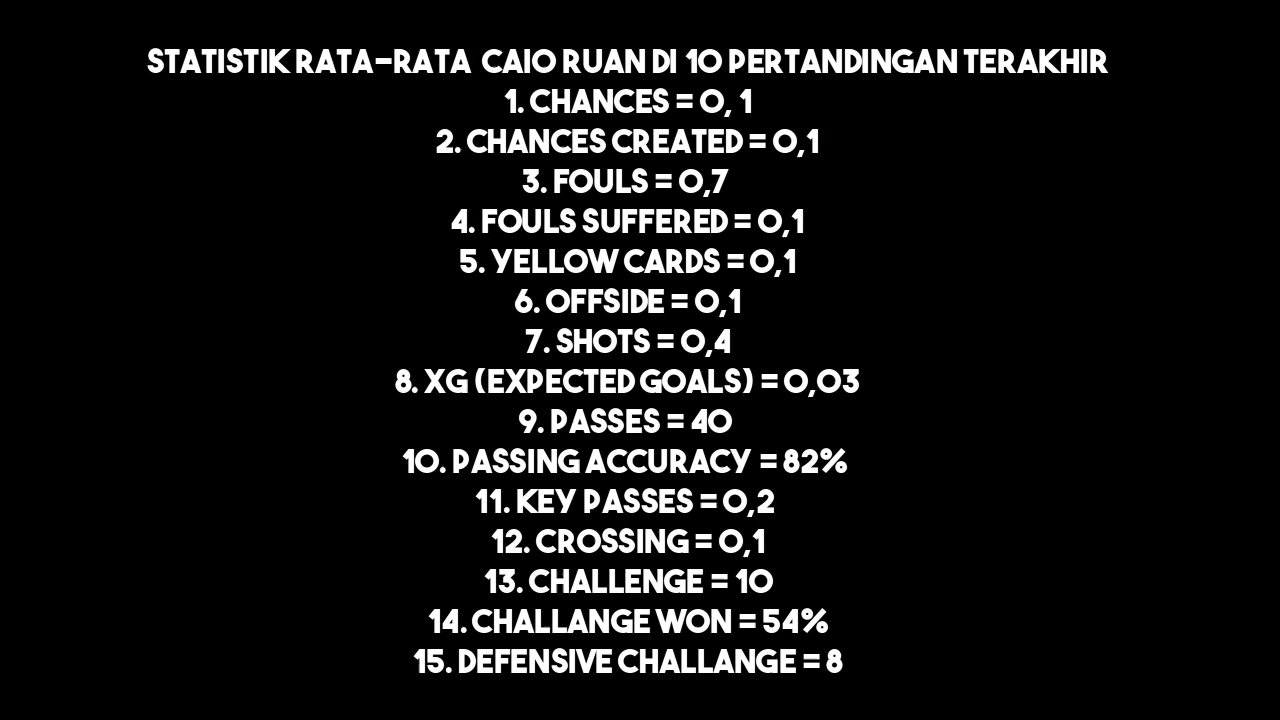 STATISTIK RATA-RATA CAIO RUAN DI 10 PERTANDINGAN TERAKHIR
1. CHANCES = 0, 1
2. CHANCES CREATED = 0,1
3. FOULS = 0,7
4. FOULS SUFFERED = 0,1
5. YELLOW CARDS = 0,1
6. OFFSIDE = 0,1
7. SHOTS = 0,4
8. XG (EXPECTED GOALS) = 0,03
9. PASSES = 40
10. PASSING ACCURACY = 82%
11. KEY PASSES = 0,2
12. CROSSING = 0,1
13. CHALLENGE = 10
14. CHALLANGE WON = 54%
15. DEFENSIVE CHALLANGE = 8